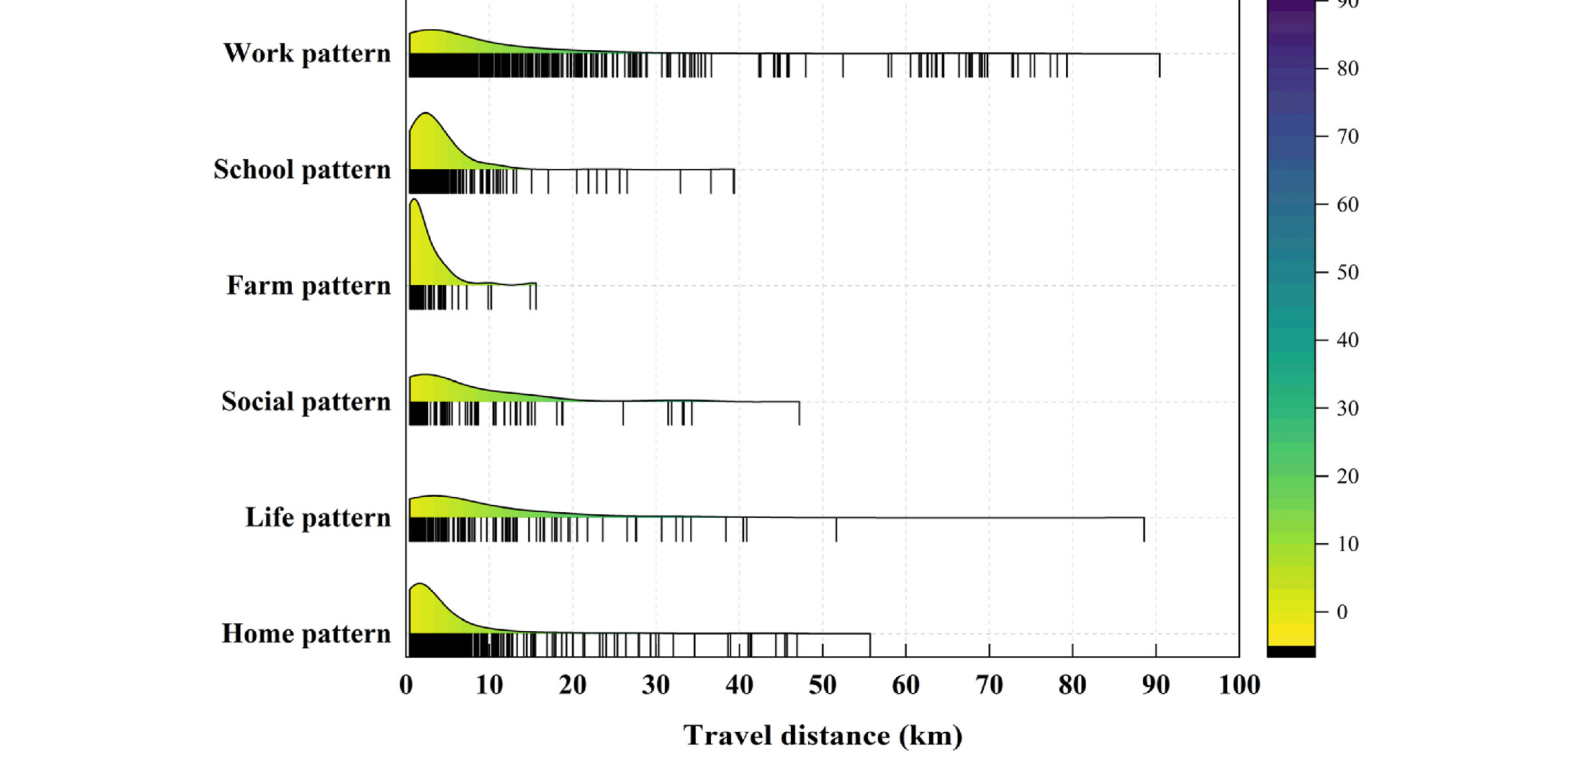 90
Work pattern
80
70
School pattern
60
Farm pattern
50
40
Social pattern
30
20
Life pattern
10
Home pattern
0
0 10 20 30 40 50 60 70 80 90 100
Travel distance (km)